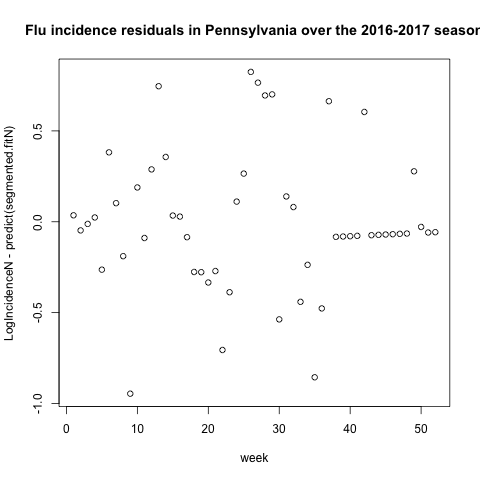 Flu incidence residuals in Pennsylvania over the 2016-2017 season
LogIncidenceN - predict(segmented.fitN)
0.5
0.0
-0.5
-1.0
0 10 20 30 40 50
week